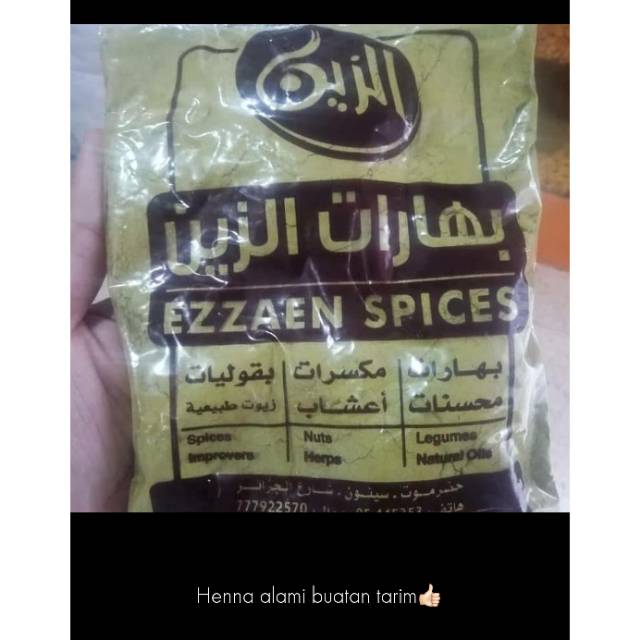 الزين
بهارات الزين
EZZAEN SPICES
بهارات مكسرات بقوليات
محسنات أعشاب زيوت طبيعية
Spices Nuts Legumes
Improvers Herps Natural Oils
حضرموت . سيئون . شارع الجزائر
هاتف 777922570
Henna alami buatan tarim👍🏻